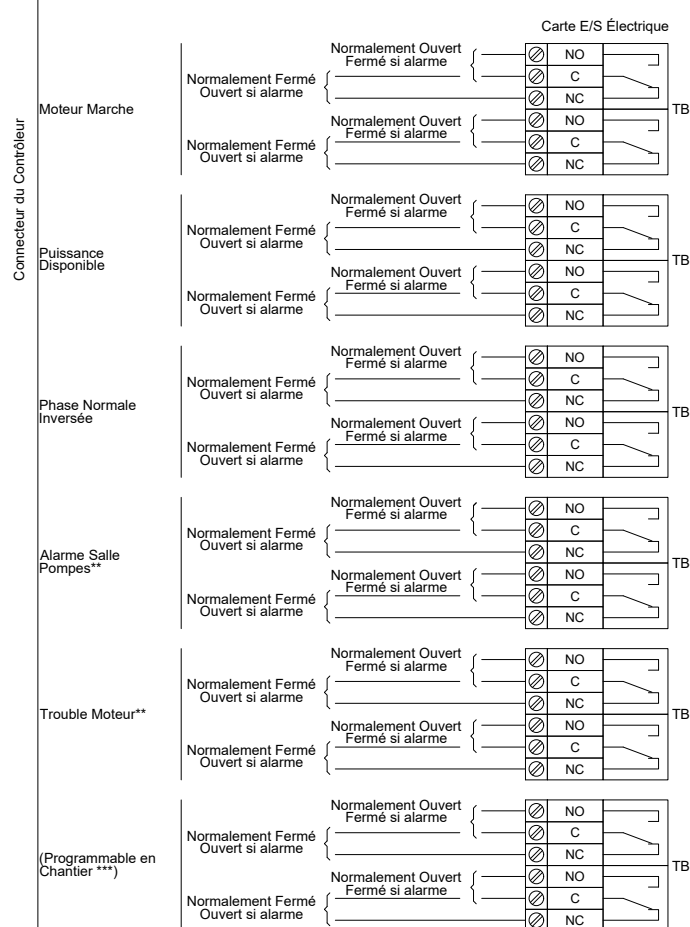 Carte E/S Électrique
Connecteur du Contrôleur
Moteur Marche
Normalement Ouvert
Fermé si alarme
Normalement Fermé
Ouvert si alarme
NO
C
NC
Normalement Ouvert
Fermé si alarme
Normalement Fermé
Ouvert si alarme
NO
C
NC
TB
Puissance
Disponible
Normalement Ouvert
Fermé si alarme
Normalement Fermé
Ouvert si alarme
NO
C
NC
Normalement Ouvert
Fermé si alarme
Normalement Fermé
Ouvert si alarme
NO
C
NC
TB
Phase Normale
Inversée
Normalement Ouvert
Fermé si alarme
Normalement Fermé
Ouvert si alarme
NO
C
NC
Normalement Ouvert
Fermé si alarme
Normalement Fermé
Ouvert si alarme
NO
C
NC
TB
Alarme Salle
Pompes**
Normalement Ouvert
Fermé si alarme
Normalement Fermé
Ouvert si alarme
NO
C
NC
Normalement Ouvert
Fermé si alarme
Normalement Fermé
Ouvert si alarme
NO
C
NC
TB
Trouble Moteur**
Normalement Ouvert
Fermé si alarme
Normalement Fermé
Ouvert si alarme
NO
C
NC
Normalement Ouvert
Fermé si alarme
Normalement Fermé
Ouvert si alarme
NO
C
NC
TB
(Programmable en
Chantier ***)
Normalement Ouvert
Fermé si alarme
Normalement Fermé
Ouvert si alarme
NO
C
NC
Normalement Ouvert
Fermé si alarme
Normalement Fermé
Ouvert si alarme
NO
C
NC
TB